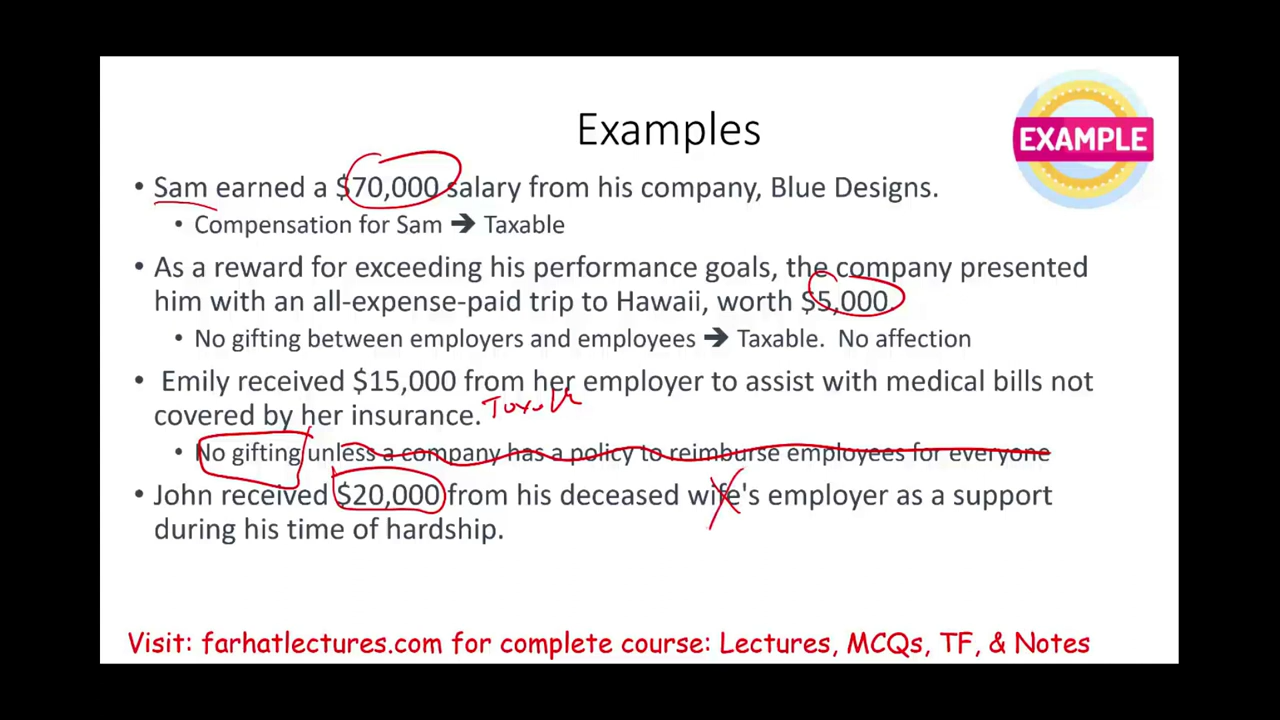 Examples
EXAMPLE
• Sam earned a $70,000 salary from his company, Blue Designs.
• Compensation for Sam ➔ Taxable
• As a reward for exceeding his performance goals, the company presented
him with an all-expense-paid trip to Hawaii, worth $5,000
• No gifting between employers and employees ➔ Taxable. No affection
• Emily received $15,000 from her employer to assist with medical bills not
covered by her insurance.
• No gifting unless a company has a policy to reimburse employees for everyone
• John received $20,000 from his deceased wife's employer as a support
during his time of hardship.
Visit: farhatlectures.com for complete course: Lectures, MCQs, TF, & Notes